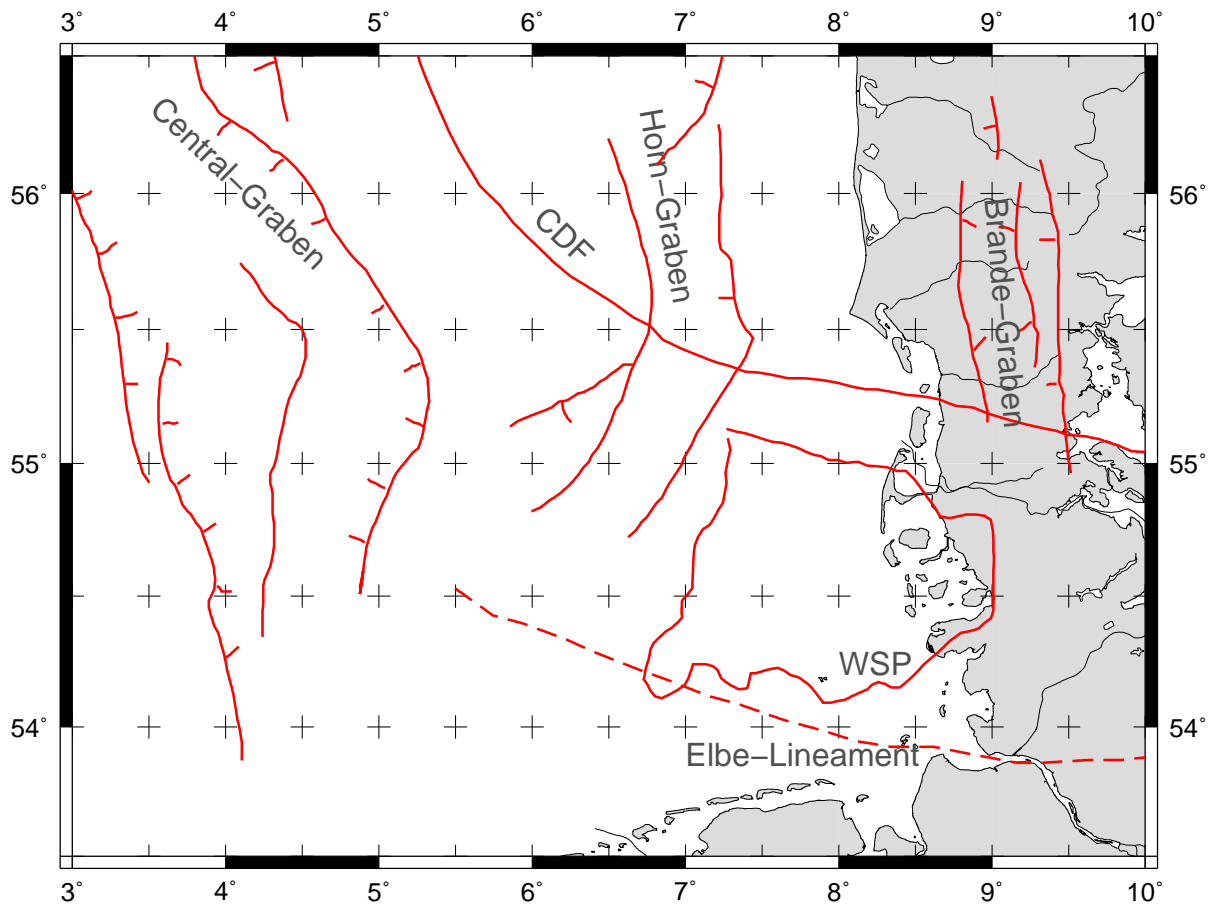 3° 4° 5° 6° 7° 8° 9° 10°
Central−Graben
CDF
Horn−Graben
Brande−Graben
56° 56°
55° 55°
WSP
54° 54°
Elbe−Lineament
3° 4° 5° 6° 7° 8° 9° 10°